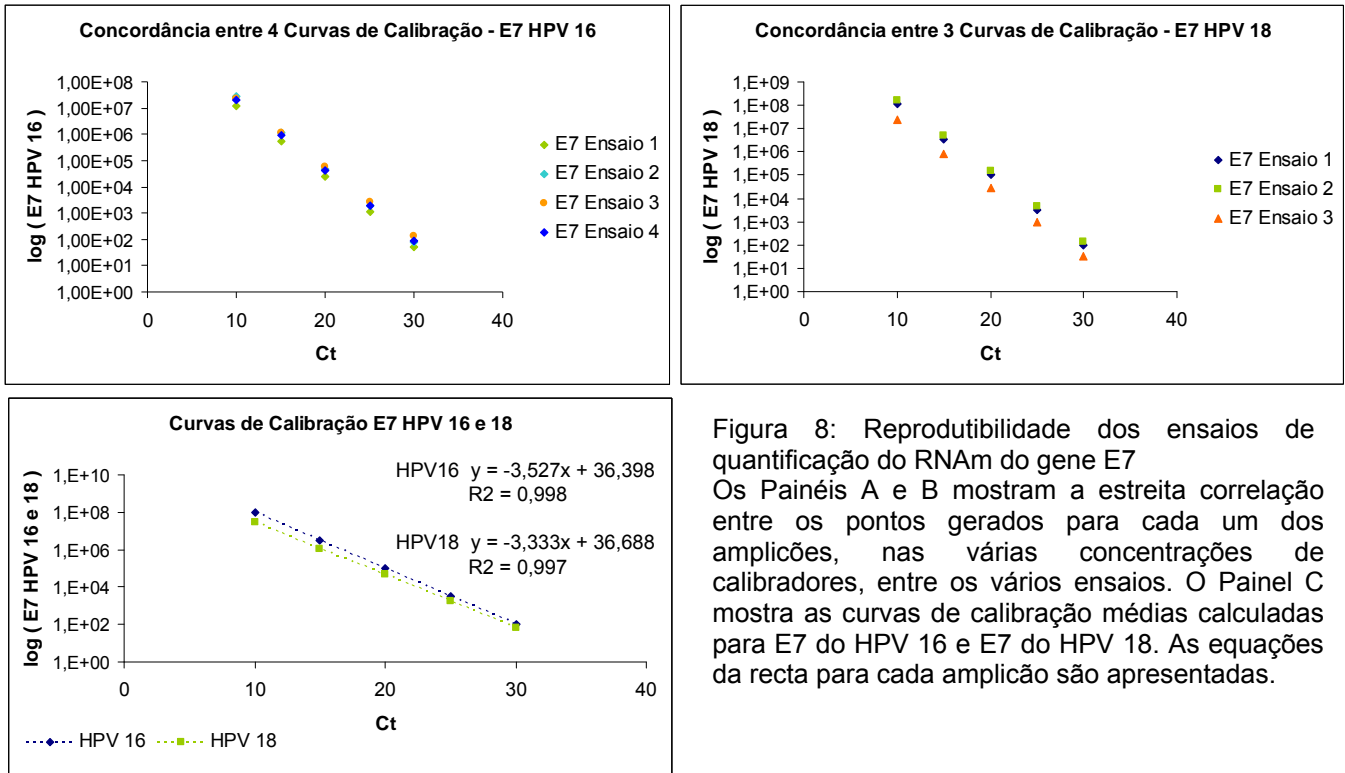 Concordância entre 4 Curvas de Calibração - E7 HPV 16
log ( E7 HPV 16 )
1,00E+08
1,00E+07
1,00E+06
1,00E+05
1,00E+04
1,00E+03
1,00E+02
1,00E+01
1,00E+00
0 10 20 30 40
Ct
E7 Ensaio 1
E7 Ensaio 2
E7 Ensaio 3
E7 Ensaio 4
Concordância entre 3 Curvas de Calibração - E7 HPV 18
log ( E7 HPV 18 )
1,E+09
1,E+08
1,E+07
1,E+06
1,E+05
1,E+04
1,E+03
1,E+02
1,E+01
1,E+00
0 10 20 30 40
Ct
E7 Ensaio 1
E7 Ensaio 2
E7 Ensaio 3
Curvas de Calibração E7 HPV 16 e 18
log ( E7 HPV 16 e 18 )
1,E+10
1,E+08
1,E+06
1,E+04
1,E+02
1,E+00
HPV16 y = -3,527x + 36,398
R2 = 0,998
HPV18 y = -3,333x + 36,688
R2 = 0,997
0 10 20 30 40
Ct
HPV 16 HPV 18
Figura 8: Reprodutibilidade dos ensaios de
quantificação do RNAm do gene E7
Os Painéis A e B mostram a estreita correlação
entre os pontos gerados para cada um dos
amplicões, nas várias concentrações de
calibradores, entre os vários ensaios. O Painel C
mostra as curvas de calibração médias calculadas
para E7 do HPV 16 e E7 do HPV 18. As equações
da recta para cada amplicão são apresentadas.